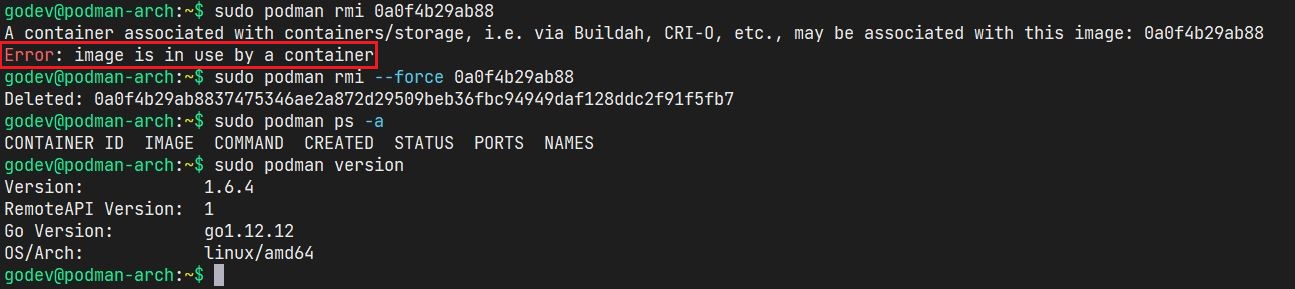 godev@podman-arch:~$ sudo podman rmi 0a0f4b29ab88
A container associated with containers/storage, i.e. via Buildah, CRI-O, etc., may be associated with this image: 0a0f4b29ab88
Error: image is in use by a container
godev@podman-arch:~$ sudo podman rmi --force 0a0f4b29ab88
Deleted: 0a0f4b29ab8837475346ae2a872d29509beb36fbc94949daf128ddc2f91f5fb7
godev@podman-arch:~$ sudo podman ps -a
CONTAINER ID  IMAGE  COMMAND  CREATED  STATUS  PORTS  NAMES
godev@podman-arch:~$ sudo podman version
Version:            1.6.4
RemoteAPI Version:  1
Go Version:         go1.12.12
OS/Arch:            linux/amd64
godev@podman-arch:~$